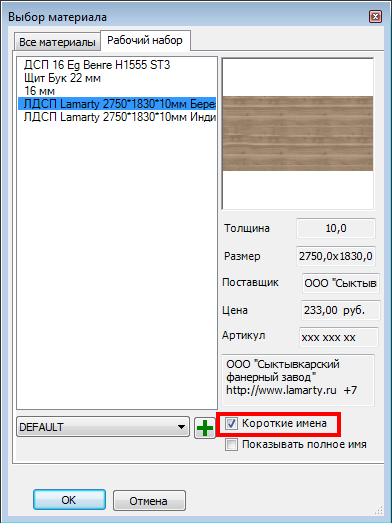 Выбор материала
Все материалы
Рабочий набор
ДСП 16 Eg Венге H1555 ST3
Щит Бук 22 мм
16 мм
ЛДСП Lamarty 2750*1830*10мм Бере
ЛДСП Lamarty 2750*1830*10мм Инди
Толщина 10,0
Размер 2750,0x1830,0
Поставщик ООО "Сыктыв
Цена 233,00 руб.
Артикул xxx xxx xx
ООО "Сыктывкарский
фанерный завод"
http://www.lamarty.ru +7
DEFAULT
Короткие имена
Показывать полное имя
OK
Отмена